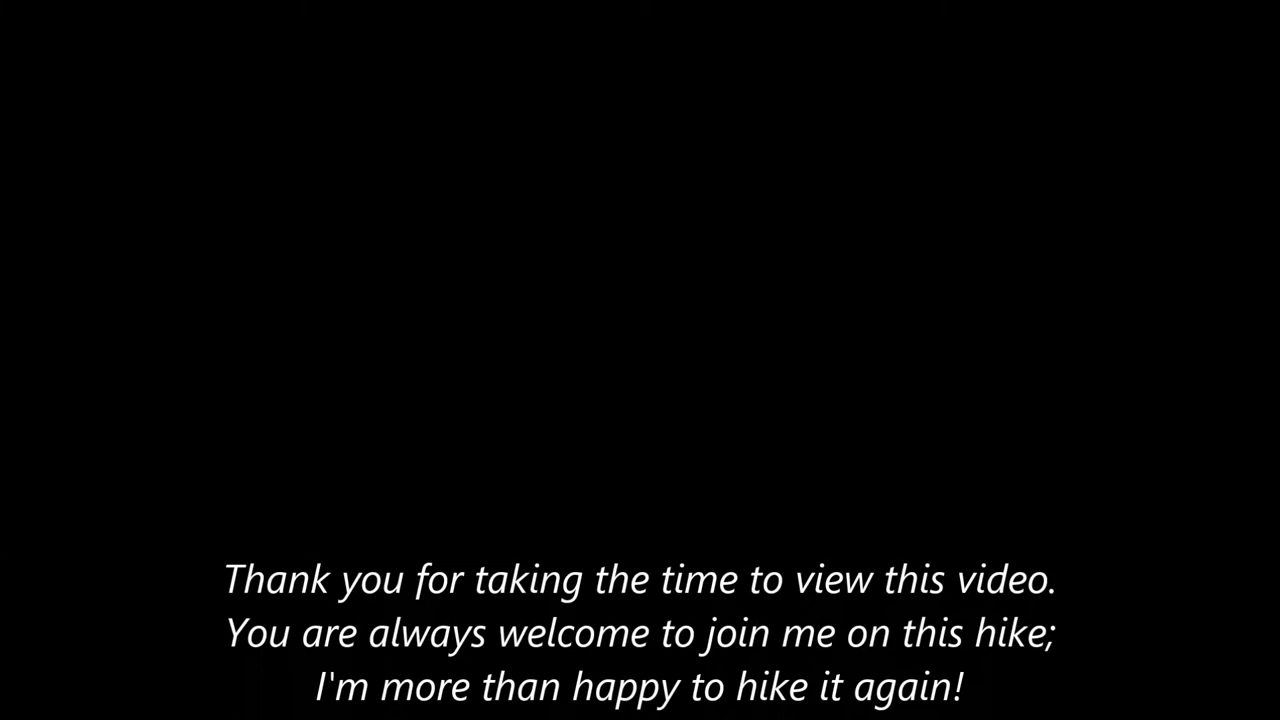 Thank you for taking the time to view this video.
You are always welcome to join me on this hike;
I'm more than happy to hike it again!